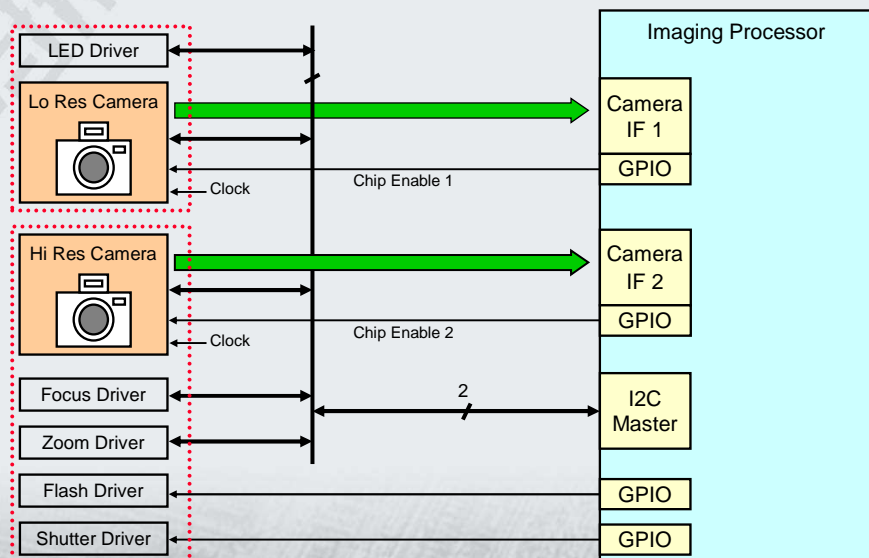 Imaging Processor
LED Driver
Lo Res Camera
Camera
IF 1
GPIO
Chip Enable 1
Clock
Hi Res Camera
Camera
IF 2
GPIO
Chip Enable 2
Clock
Focus Driver
2
I2C
Master
Zoom Driver
Flash Driver
GPIO
Shutter Driver
GPIO